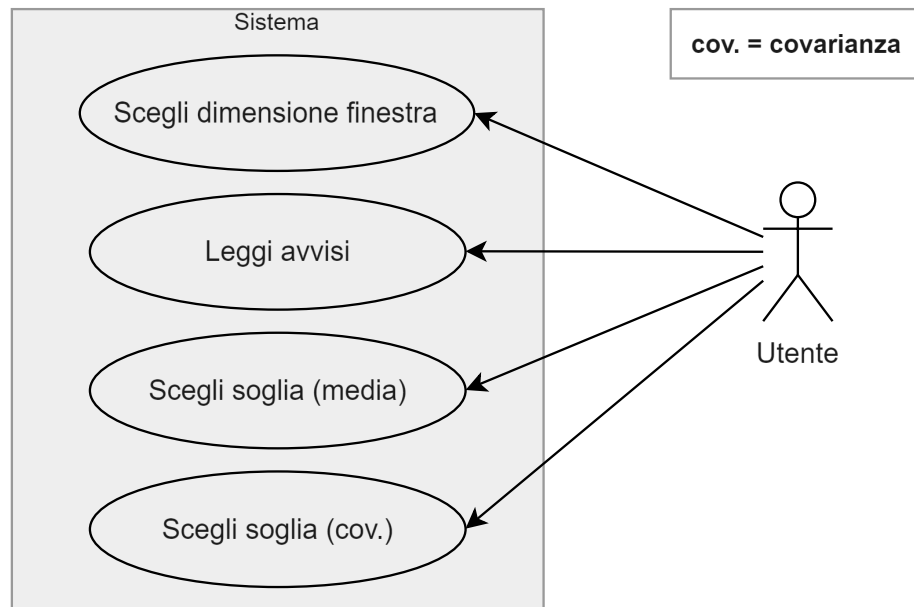 Sistema
cov. = covarianza
Scegli dimensione finestra
Leggi avvisi
Utente
Scegli soglia (media)
Scegli soglia (cov.)